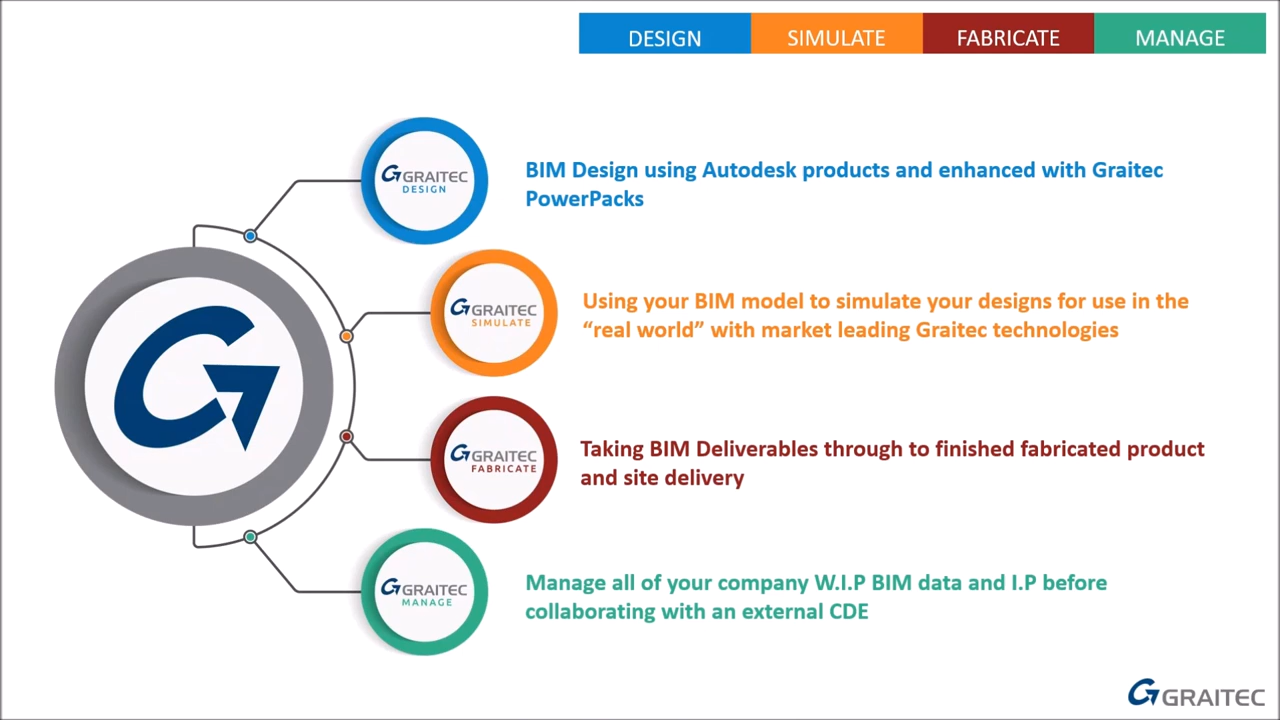 DESIGN SIMULATE FABRICATE MANAGE
GRAITEC
DESIGN
BIM Design using Autodesk products and enhanced with Graitec
PowerPacks
GRAITEC
SIMULATE
Using your BIM model to simulate your designs for use in the
“real world” with market leading Graitec technologies
GRAITEC
FABRICATE
Taking BIM Deliverables through to finished fabricated product
and site delivery
GRAITEC
MANAGE
Manage all of your company W.I.P BIM data and I.P before
collaborating with an external CDE
GRAITEC